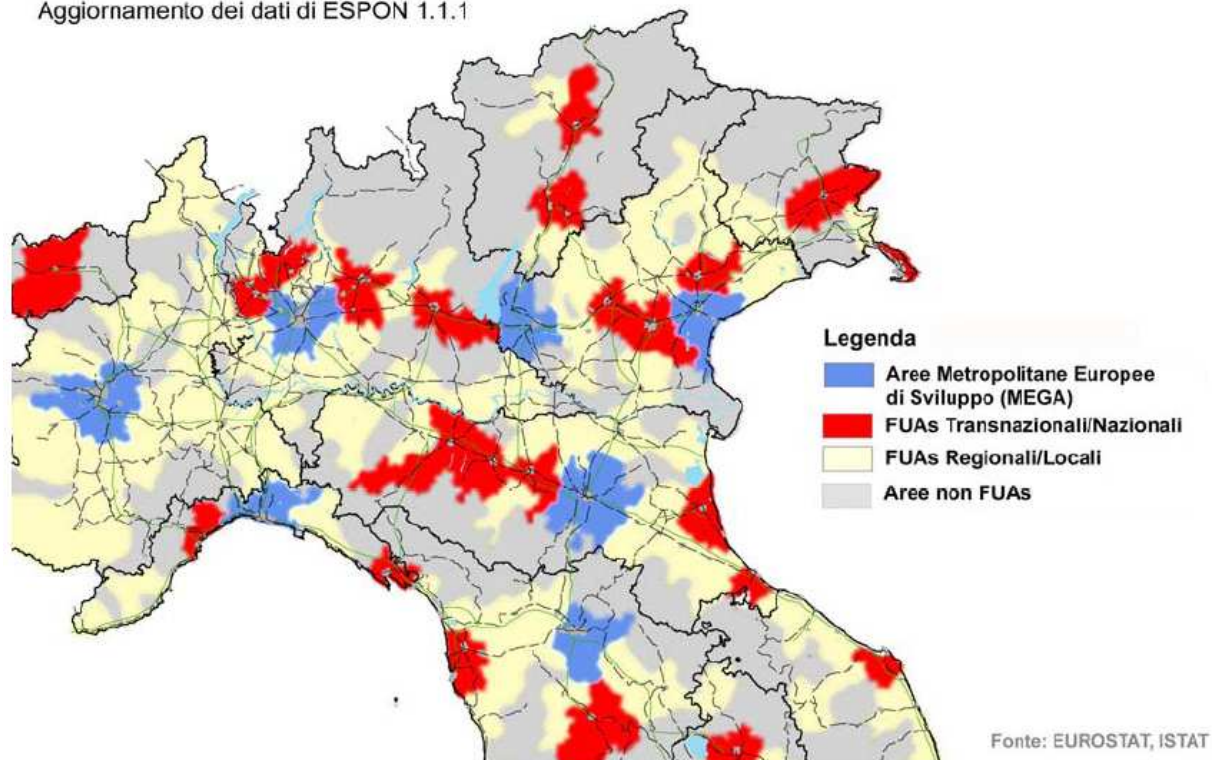 Aggiornamento dei dati di ESPON 1.1.1
Legenda
Aree Metropolitane Europee
di Sviluppo (MEGA)
FUAs Transnazionali/Nazionali
FUAs Regionali/Locali
Aree non FUAs
Fonte: EUROSTAT, ISTAT